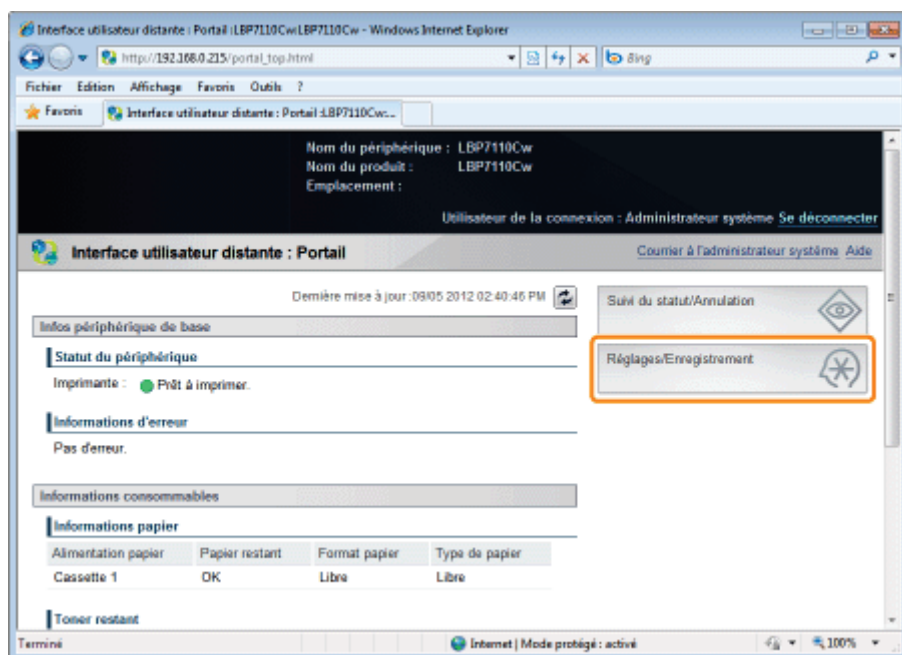 Interface utilisateur distante : Portail :LBP7110Cw:LBP7110Cw - Windows Internet Explorer
http://192.168.0.215/portal_top.html
Bing
Fichier Edition Affichage Favoris Outils ?
Favoris Interface utilisateur distante : Portail :LBP7110Cw:...
Nom du périphérique : LBP7110Cw
Nom du produit : LBP7110Cw
Emplacement :
Utilisateur de la connexion : Administrateur système Se déconnecter
Interface utilisateur distante : Portail
Courrier à l'administrateur système Aide
Dernière mise à jour :09/05 2012 02:40:46 PM
Suivi du statut/Annulation
Infos périphérique de base
Réglages/Enregistrement
Statut du périphérique
Imprimante : Prêt à imprimer.
Informations d'erreur
Pas d'erreur.
Informations consommables
Informations papier
Alimentation papier Papier restant Format papier Type de papier
Cassette 1 OK Libre Libre
Toner restant
Terminé Internet | Mode protégé : activé 100%